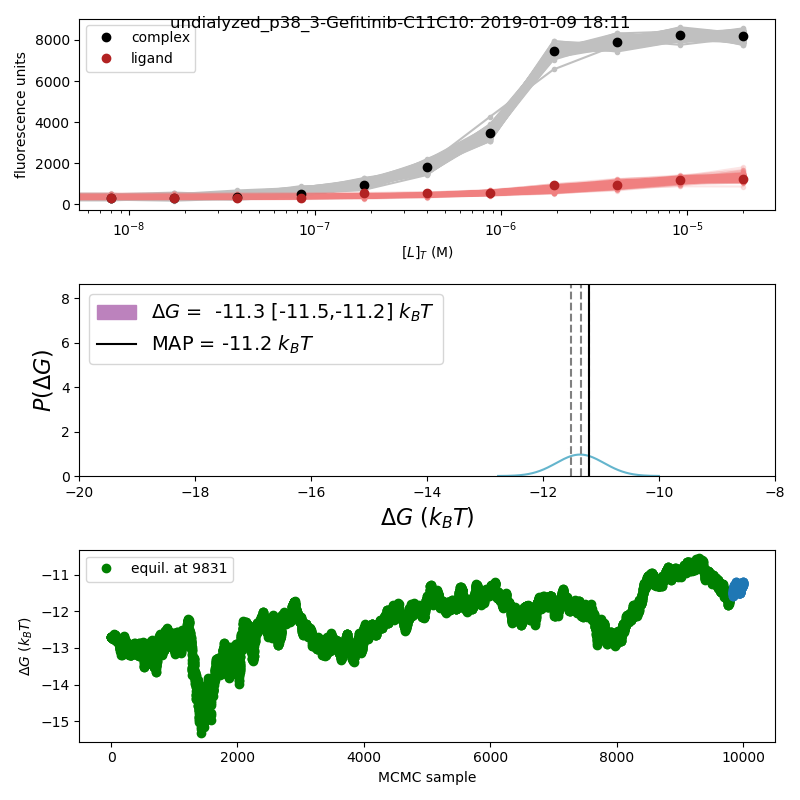 undialyzed_p38_3-Gefitinib-C11C10: 2019-01-09 18:11
complex
ligand
fluorescence units
0
2000
4000
6000
8000
10⁻⁸ 10⁻⁷ 10⁻⁶ 10⁻⁵
[L]_T (M)
ΔG = -11.3 [-11.5,-11.2] k_BT
MAP = -11.2 k_BT
P(ΔG)
8
6
4
2
0
−20 −18 −16 −14 −12 −10 −8
ΔG (k_BT)
equil. at 9831
ΔG (k_BT)
−11
−12
−13
−14
−15
0 2000 4000 6000 8000 10000
MCMC sample